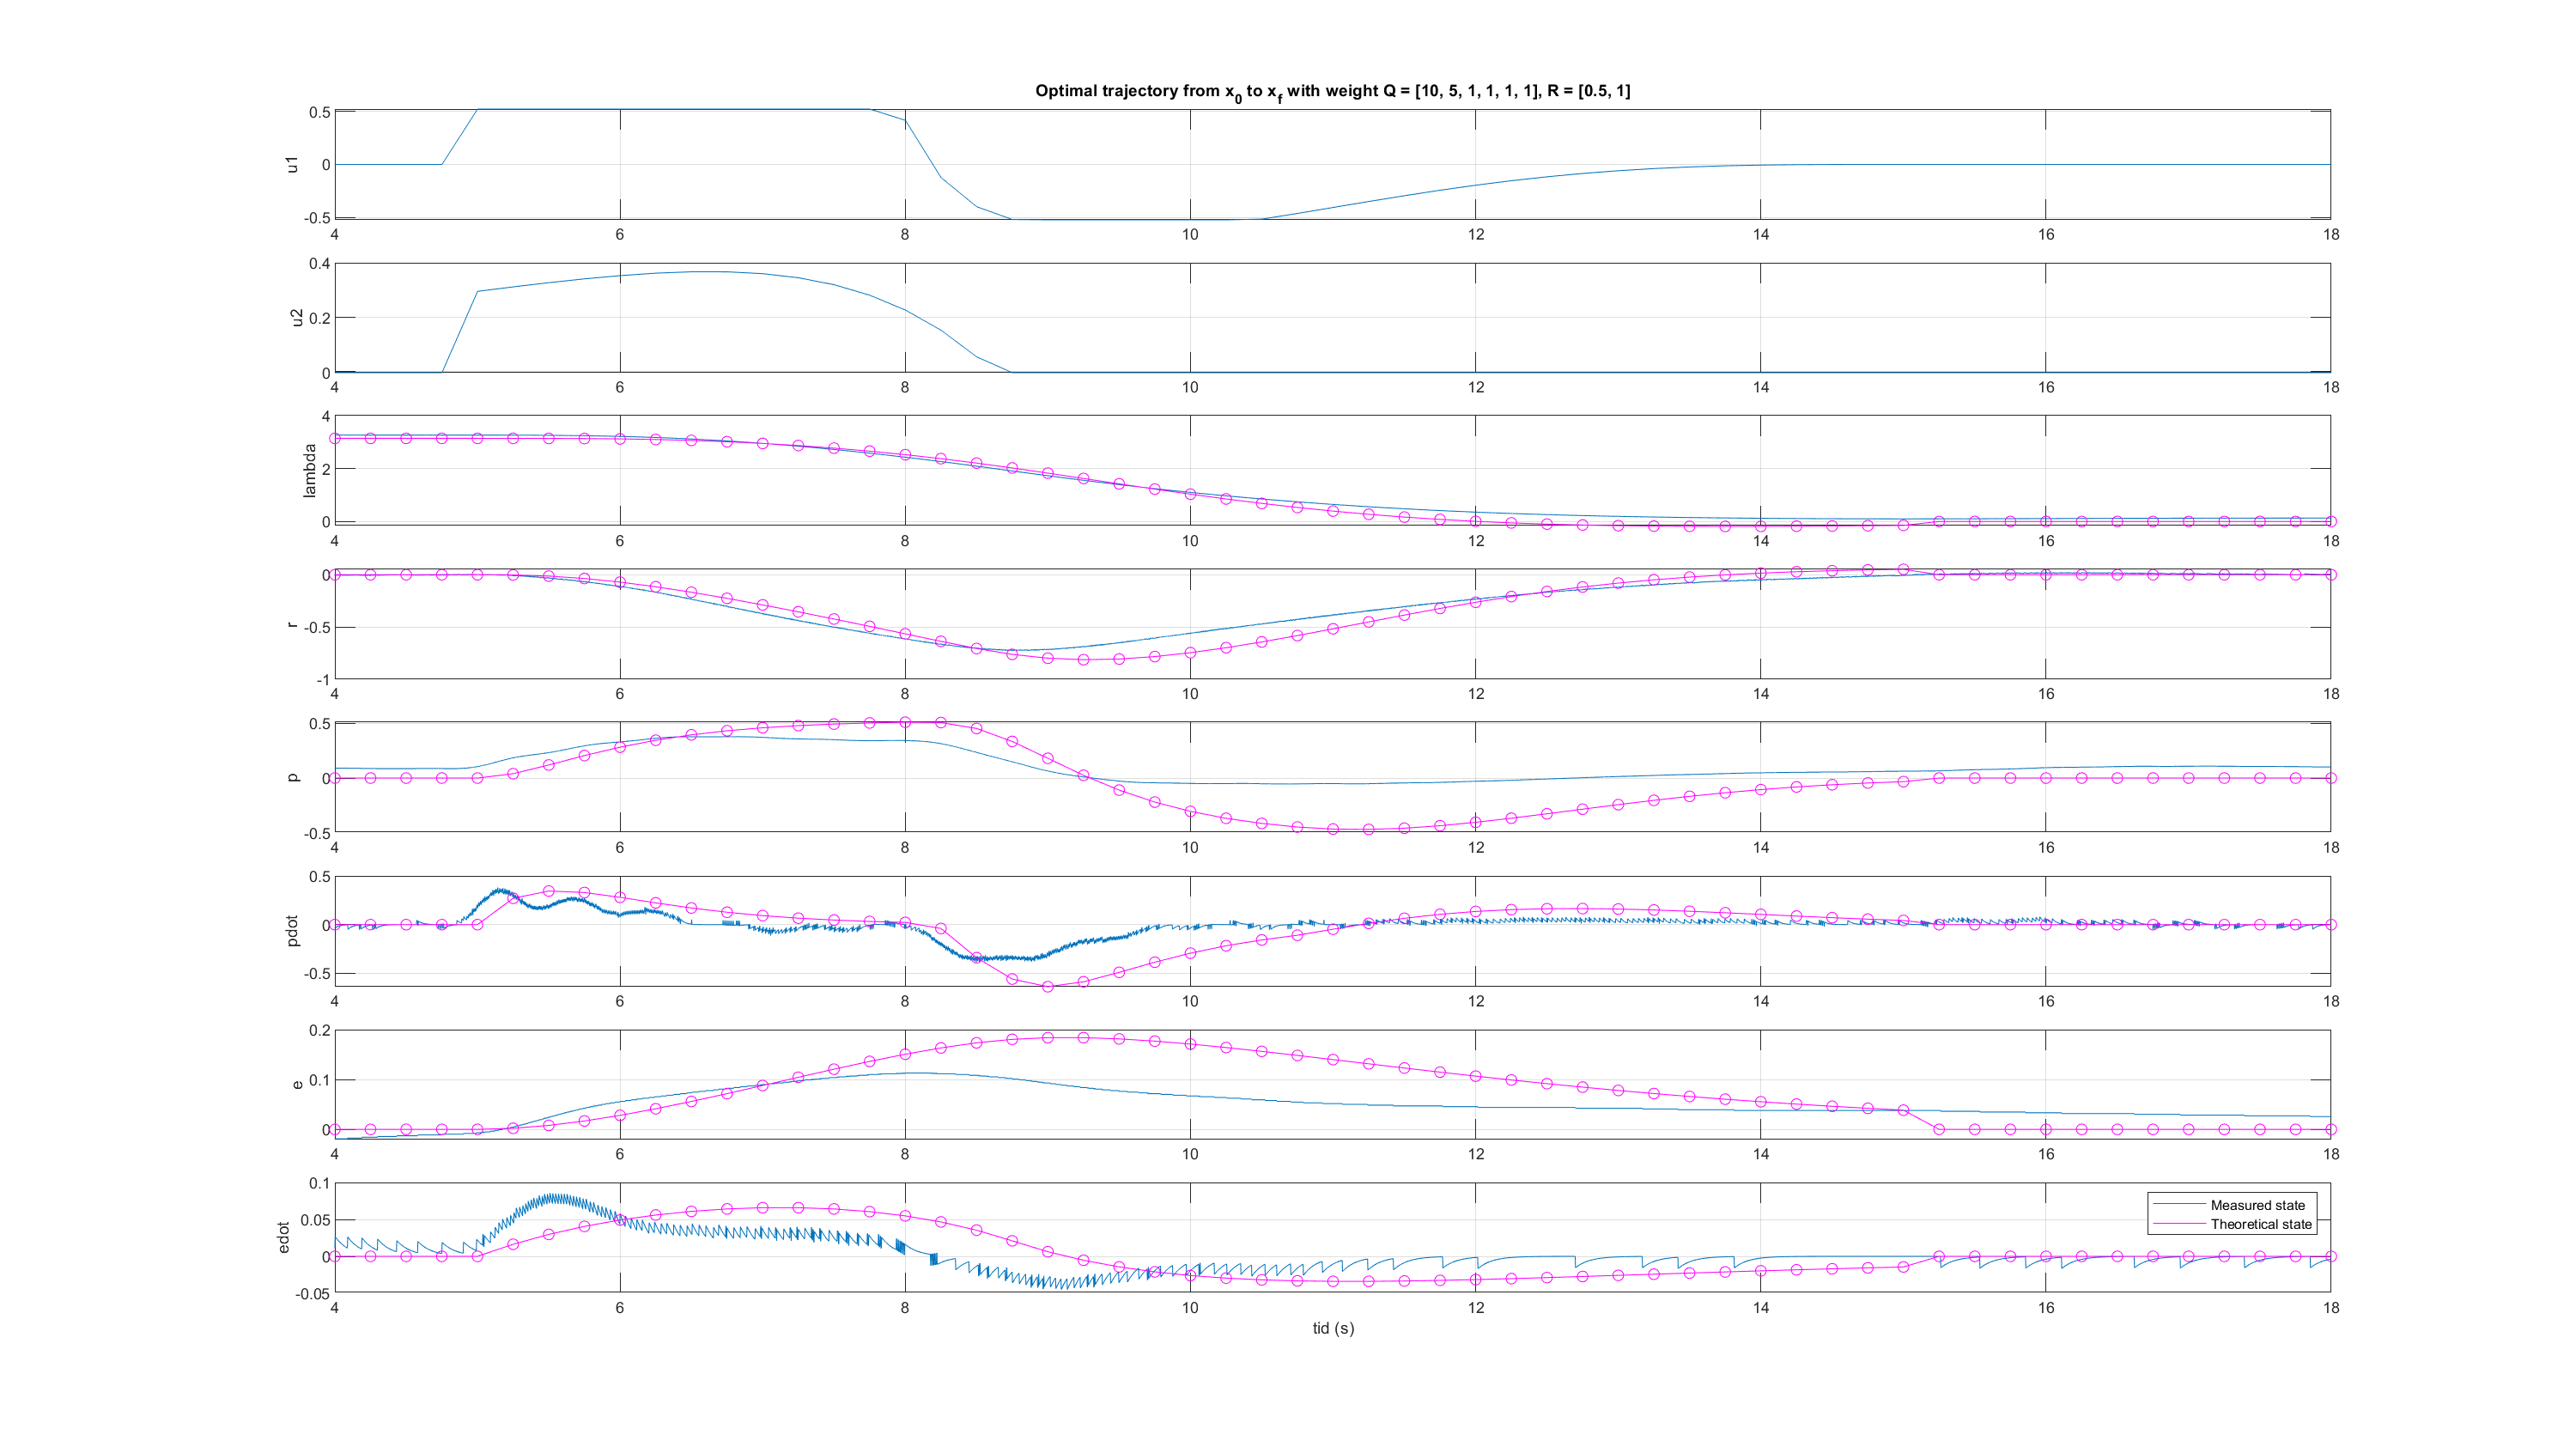 Optimal trajectory from x0 to xf with weight Q = [10, 5, 1, 1, 1, 1], R = [0.5, 1]
0.5
0
-0.5
u1
4 6 8 10 12 14 16 18
0.4
0.2
0
u2
4 6 8 10 12 14 16 18
4
2
0
lambda
4 6 8 10 12 14 16 18
0
-0.5
-1
r
4 6 8 10 12 14 16 18
0.5
0
-0.5
p
4 6 8 10 12 14 16 18
0.5
0
-0.5
pdot
4 6 8 10 12 14 16 18
0.2
0.1
0
e
4 6 8 10 12 14 16 18
0.1
0.05
0
-0.05
edot
Measured state
Theoretical state
4 6 8 10 12 14 16 18
tid (s)